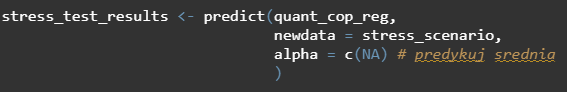 stress_test_results <- predict(quant_cop_reg,
newdata = stress_scenario,
alpha = c(NA) # predykuj srednia
)